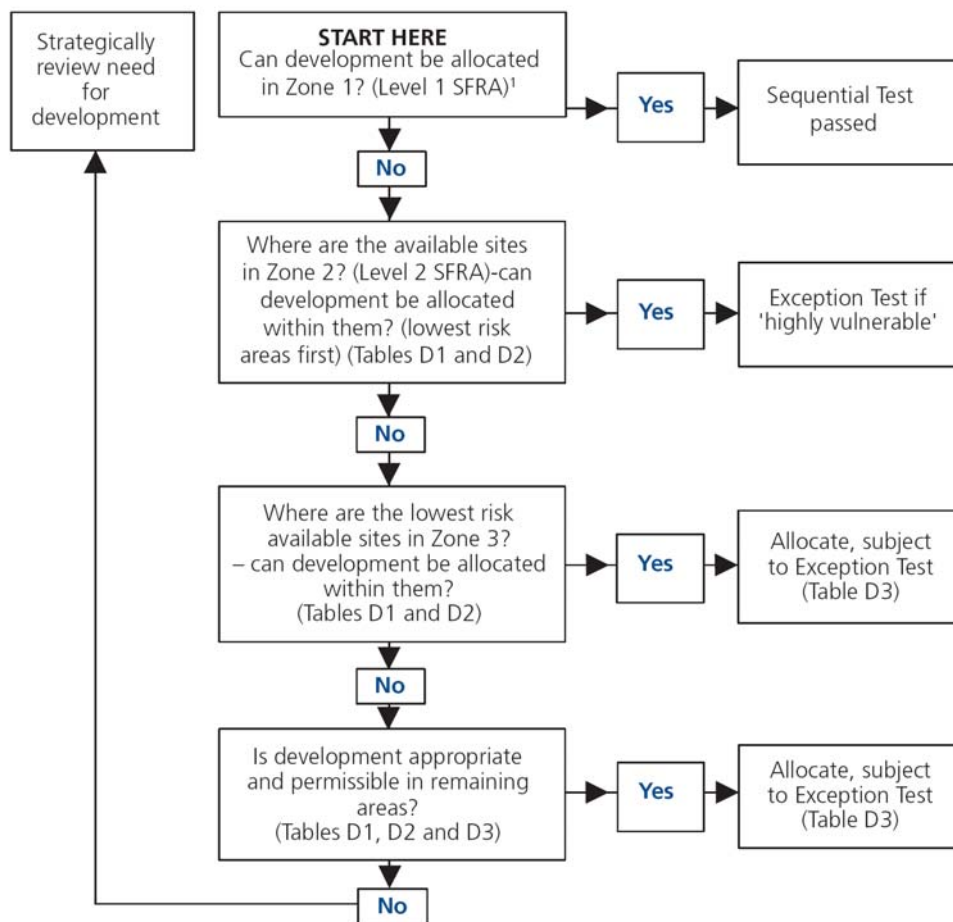 Strategically
review need
for
development
START HERE
Can development be allocated
in Zone 1? (Level 1 SFRA)¹
Yes
Sequential Test
passed
No
Where are the available sites
in Zone 2? (Level 2 SFRA)-can
development be allocated
within them? (lowest risk
areas first) (Tables D1 and D2)
Yes
Exception Test if
'highly vulnerable'
No
Where are the lowest risk
available sites in Zone 3?
– can development be allocated
within them?
(Tables D1 and D2)
Yes
Allocate, subject
to Exception Test
(Table D3)
No
Is development appropriate
and permissible in remaining
areas?
(Tables D1, D2 and D3)
Yes
Allocate, subject
to Exception Test
(Table D3)
No